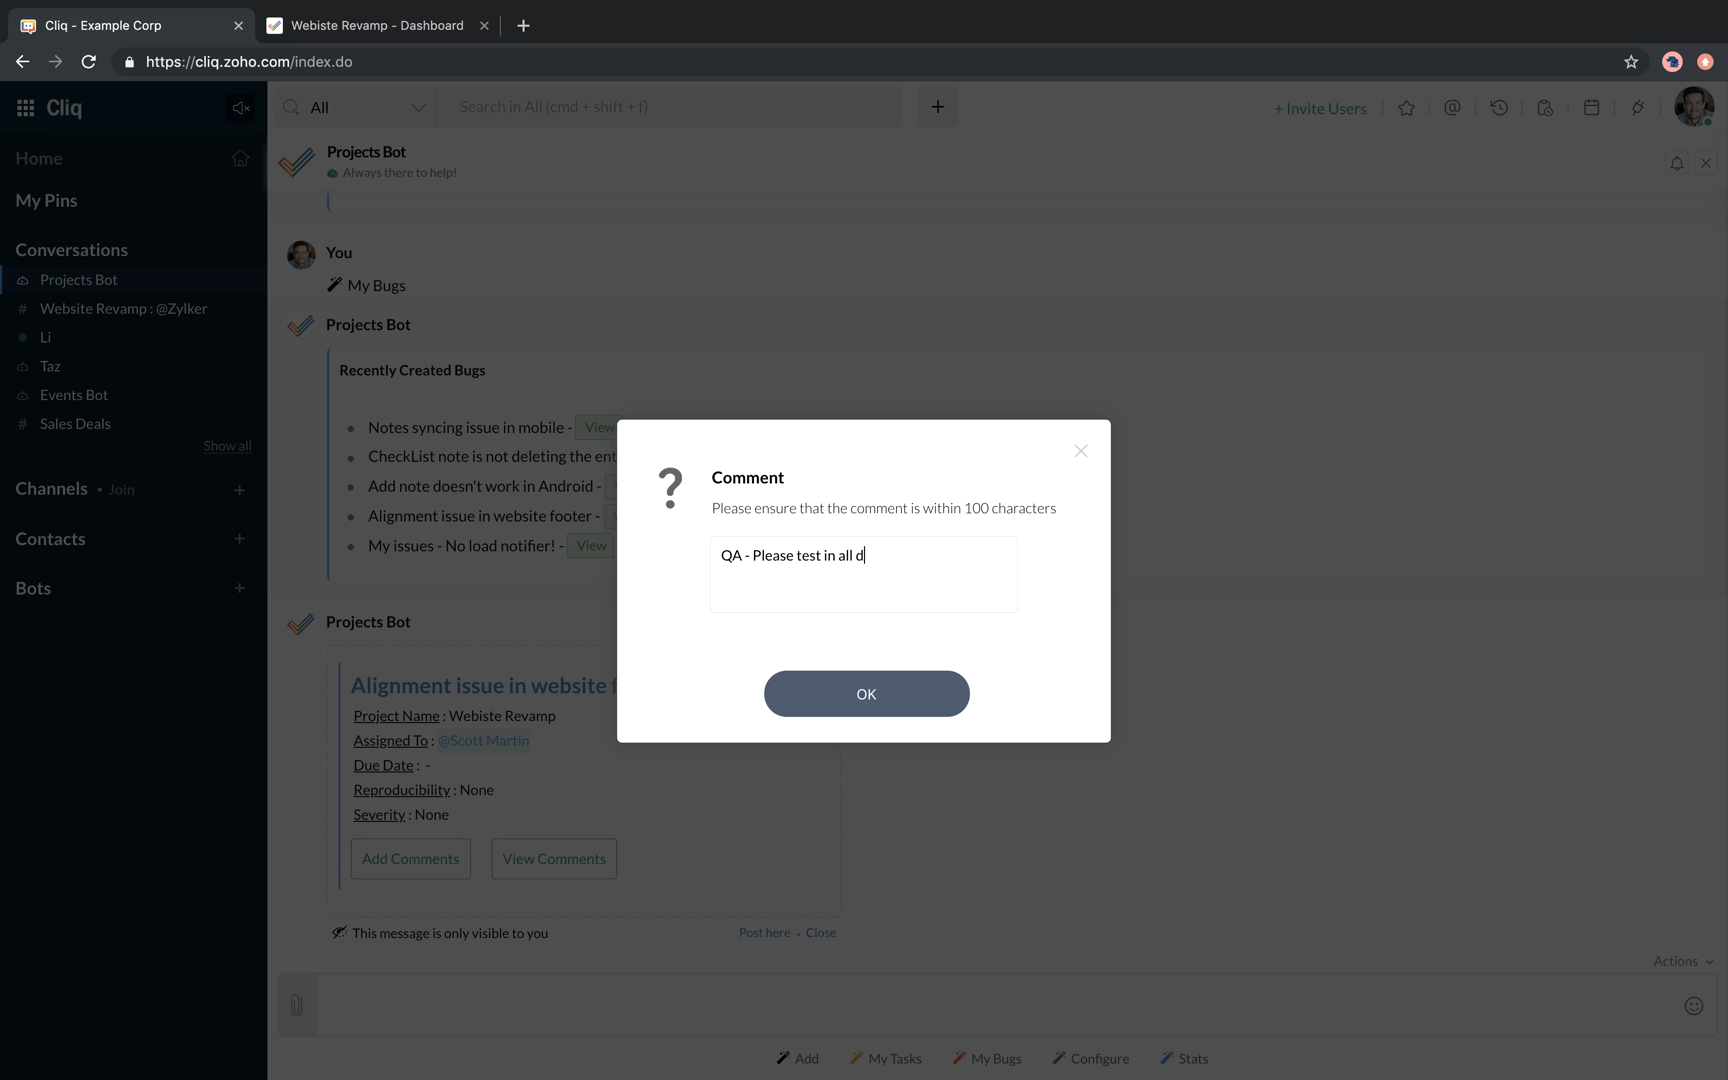 Cliq - Example Corp
Webiste Revamp - Dashboard
https://cliq.zoho.com/index.do
Cliq
All
Search in All (cmd + shift + f)
+ Invite Users
Home
My Pins
Conversations
Projects Bot
Website Revamp : @Zylker
Li
Taz
Events Bot
Sales Deals
Show all
Channels • Join
Contacts
Bots
Projects Bot
Always there to help!
You
My Bugs
Projects Bot
Recently Created Bugs
Notes syncing issue in mobile - View
CheckList note is not deleting the
Add note doesn't work in Android -
Alignment issue in website footer -
My issues - No load notifier! - View
Projects Bot
Alignment issue in website
Project Name : Webiste Revamp
Assigned To : @Scott Martin
Due Date : -
Reproducibility : None
Severity : None
Add Comments View Comments
This message is only visible to you
Post here • Close
Comment
Please ensure that the comment is within 100 characters
QA - Please test in all d
OK
Actions
Add My Tasks My Bugs Configure Stats